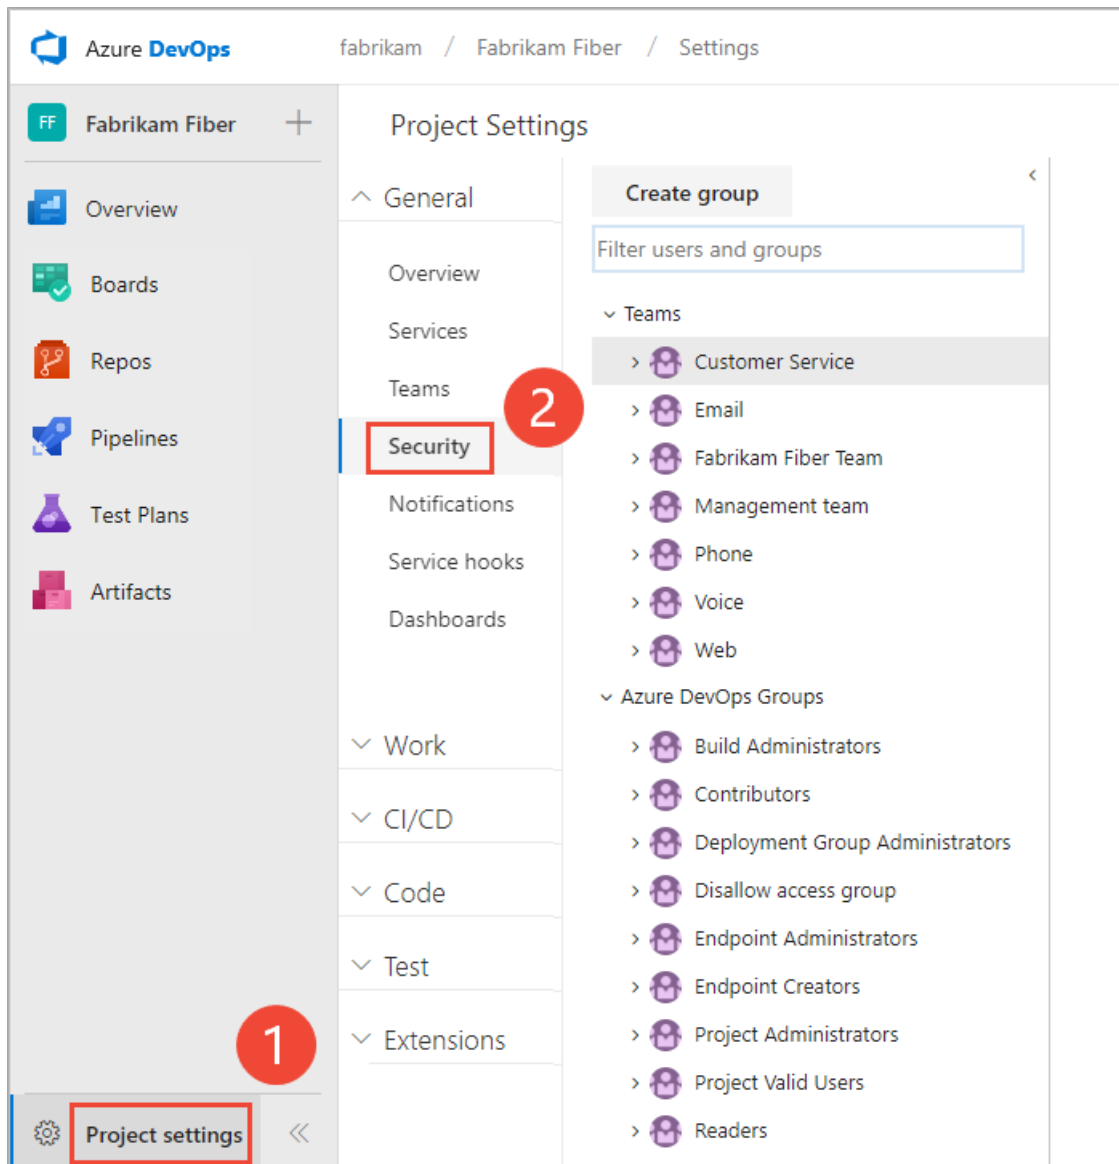 Azure DevOps
fabrikam / Fabrikam Fiber / Settings
FF Fabrikam Fiber
Overview
Boards
Repos
Pipelines
Test Plans
Artifacts
1
Project settings
Project Settings
General
Overview
Services
Teams
2
Security
Notifications
Service hooks
Dashboards
Work
CI/CD
Code
Test
Extensions
Create group
Filter users and groups
Teams
Customer Service
Email
Fabrikam Fiber Team
Management team
Phone
Voice
Web
Azure DevOps Groups
Build Administrators
Contributors
Deployment Group Administrators
Disallow access group
Endpoint Administrators
Endpoint Creators
Project Administrators
Project Valid Users
Readers